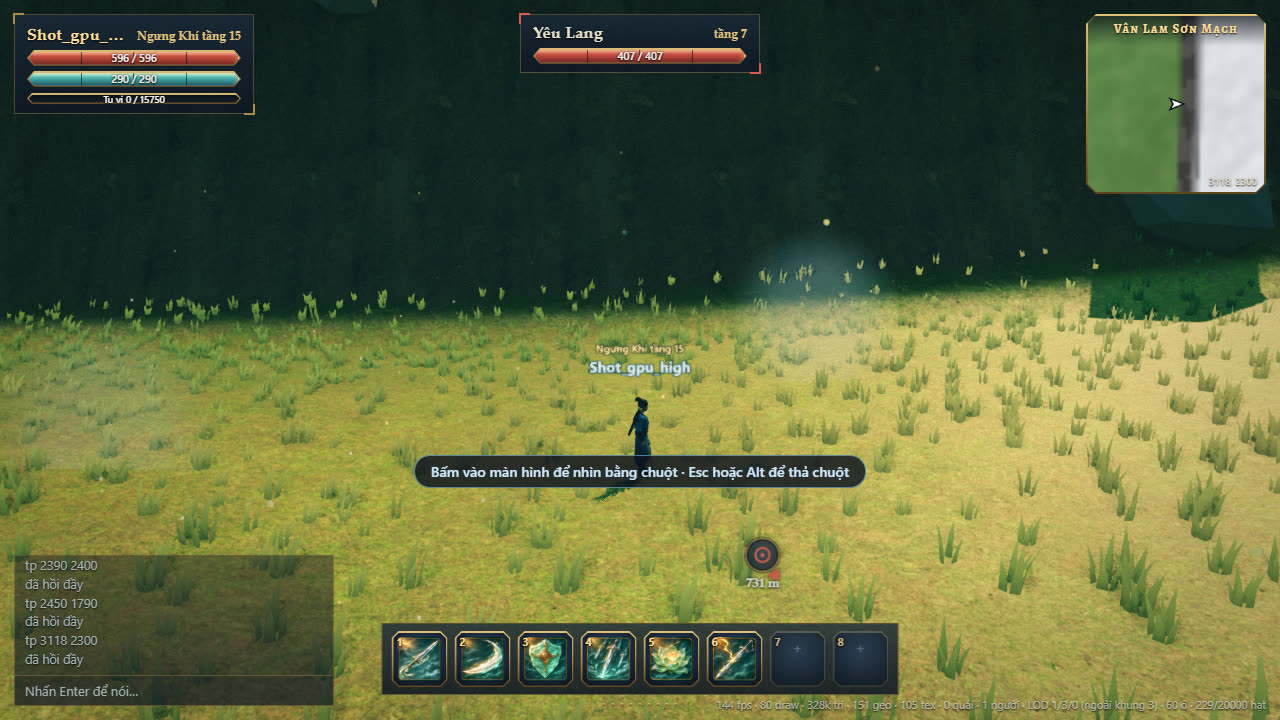 Shot_gpu_... Ngưng Khí tầng 15
596 / 596
290 / 290
Tu vi 0 / 15750
Yêu Lang tầng 7
407 / 407
VÂN LAM SƠN MẠCH
3118, 2300
Ngưng Khí tầng 15
Shot_gpu_high
Bấm vào màn hình để nhìn bằng chuột · Esc hoặc Alt để thả chuột
731 m
tp 2390 2400
đã hồi đầy
tp 2450 1790
đã hồi đầy
tp 3118 2300
đã hồi đầy
Nhấn Enter để nói...
1 2 3 4 5 6 7 8
+ +
144 fps · 80 draw · 328k tri · 151 geo · 105 tex · 0 quái · 1 người · LOD 1/3/0 (ngoài khung 3) · 60 ô · 229/20000 hạt